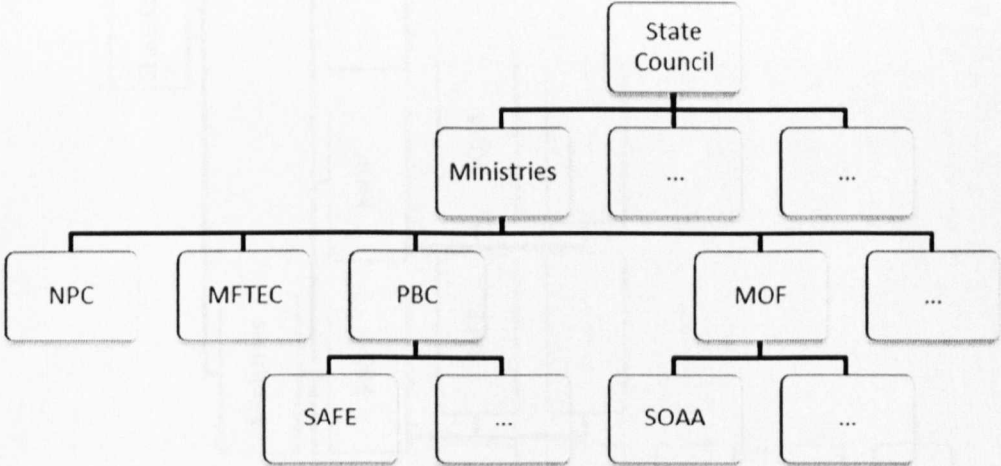 State
Council
Ministries
...
...
NPC
MFTEC
PBC
MOF
...
SAFE
...
SOAA
...